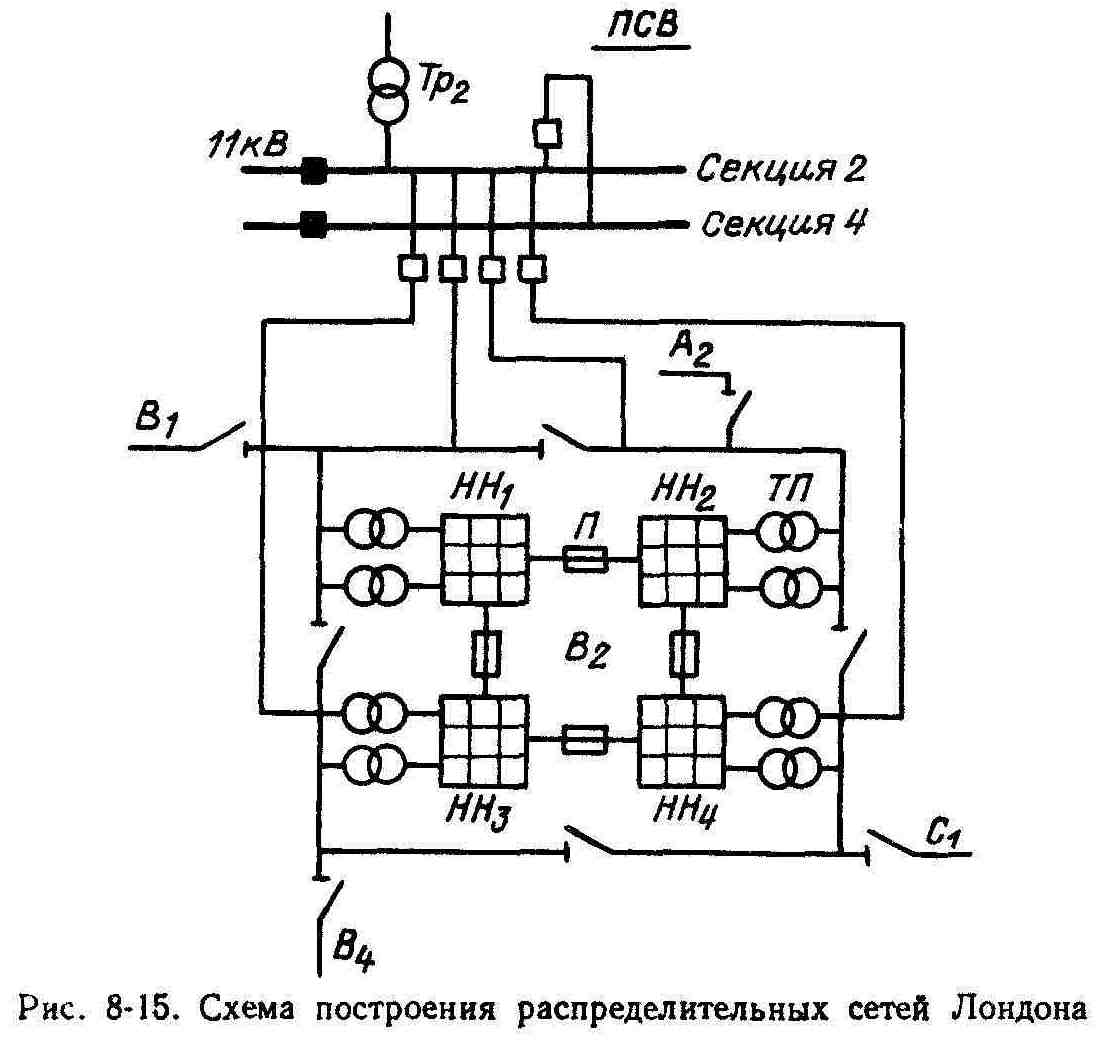 ПСВ
Тр2
11кВ
Секция 2
Секция 4
А2
В1
НН1
НН2
ТП
П
В2
НН3
НН4
С1
В4
Рис. 8-15. Схема построения распределительных сетей Лондона